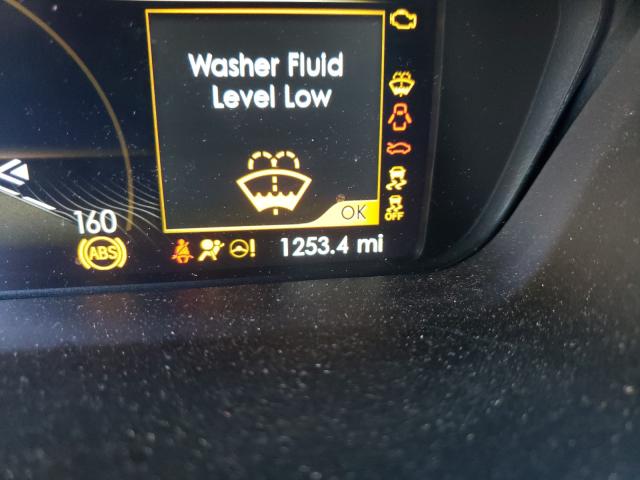 Washer Fluid
Level Low
OK
OFF
160
ABS
1253.4 mi